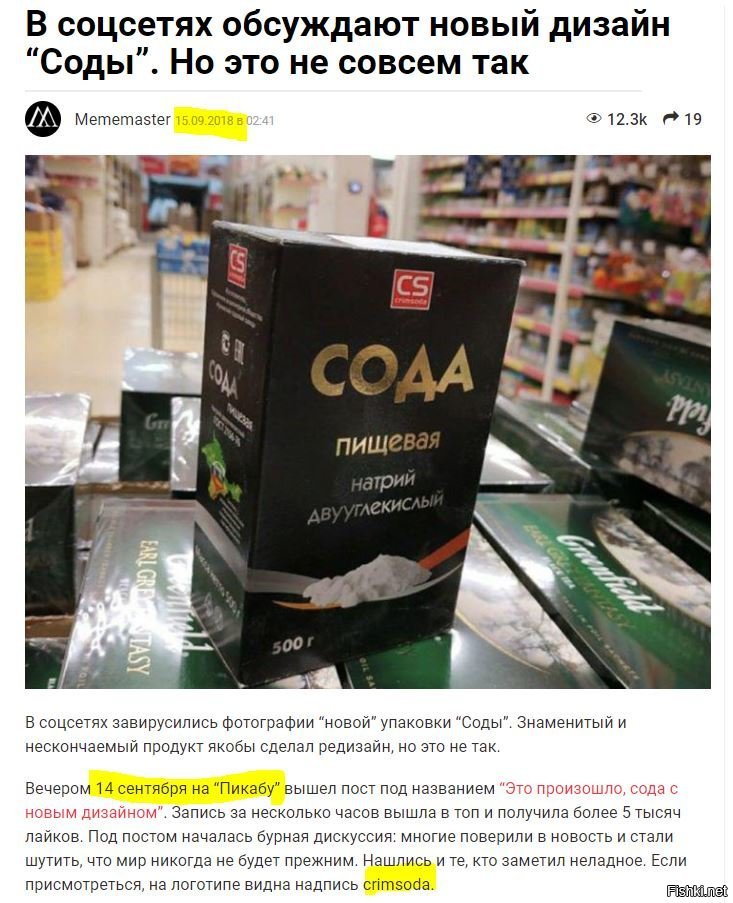 В соцсетях обсуждают новый дизайн
“Соды”. Но это не совсем так
Mememaster 15.09.2018 в 02:41
12.3k 19
CS
crimsoda
CS
crimsoda
СОДА
пищевая
натрий
двууглекислый
500 г
СОДА
пищевая
Greenfield
EARL GREY FANTASY
Greenfield
В соцсетях завирусились фотографии “новой” упаковки “Соды”. Знаменитый и
нескончаемый продукт якобы сделал редизайн, но это не так.
Вечером 14 сентября на “Пикабу” вышел пост под названием “Это произошло, сода с
новым дизайном”. Запись за несколько часов вышла в топ и получила более 5 тысяч
лайков. Под постом началась бурная дискуссия: многие поверили в новость и стали
шутить, что мир никогда не будет прежним. Нашлись и те, кто заметил неладное. Если
присмотреться, на логотипе видна надпись crimsoda.
Fishki.net